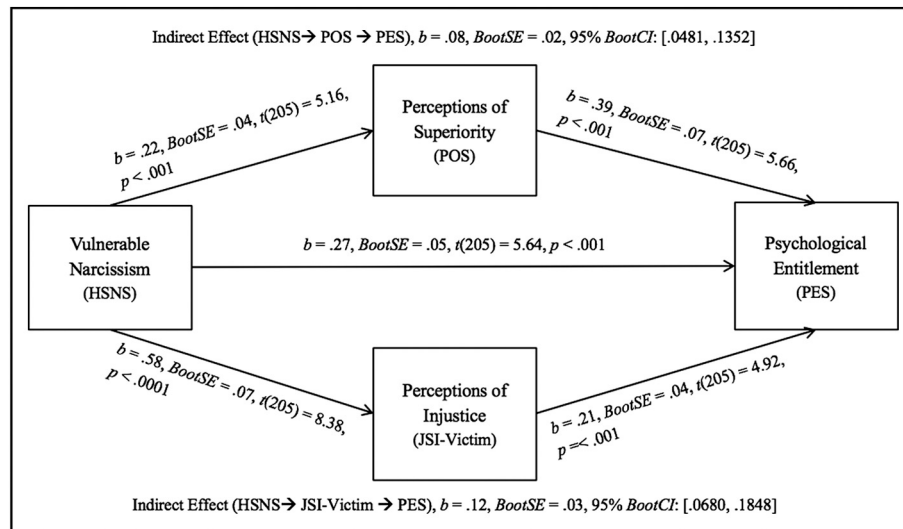 Indirect Effect (HSNS→ POS → PES), b = .08, BootSE = .02, 95% BootCI: [.0481, .1352]
b = .22, BootSE = .04, t(205) = 5.16,
p < .001
Perceptions of
Superiority
(POS)
b = .39, BootSE = .07, t(205) = 5.66,
p < .001
Vulnerable
Narcissism
(HSNS)
b = .27, BootSE = .05, t(205) = 5.64, p < .001
Psychological
Entitlement
(PES)
b = .58, BootSE = .07, t(205) = 8.38,
p < .0001
Perceptions of
Injustice
(JSI-Victim)
b = .21, BootSE = .04, t(205) = 4.92,
p =< .001
Indirect Effect (HSNS→ JSI-Victim → PES), b = .12, BootSE = .03, 95% BootCI: [.0680, .1848]